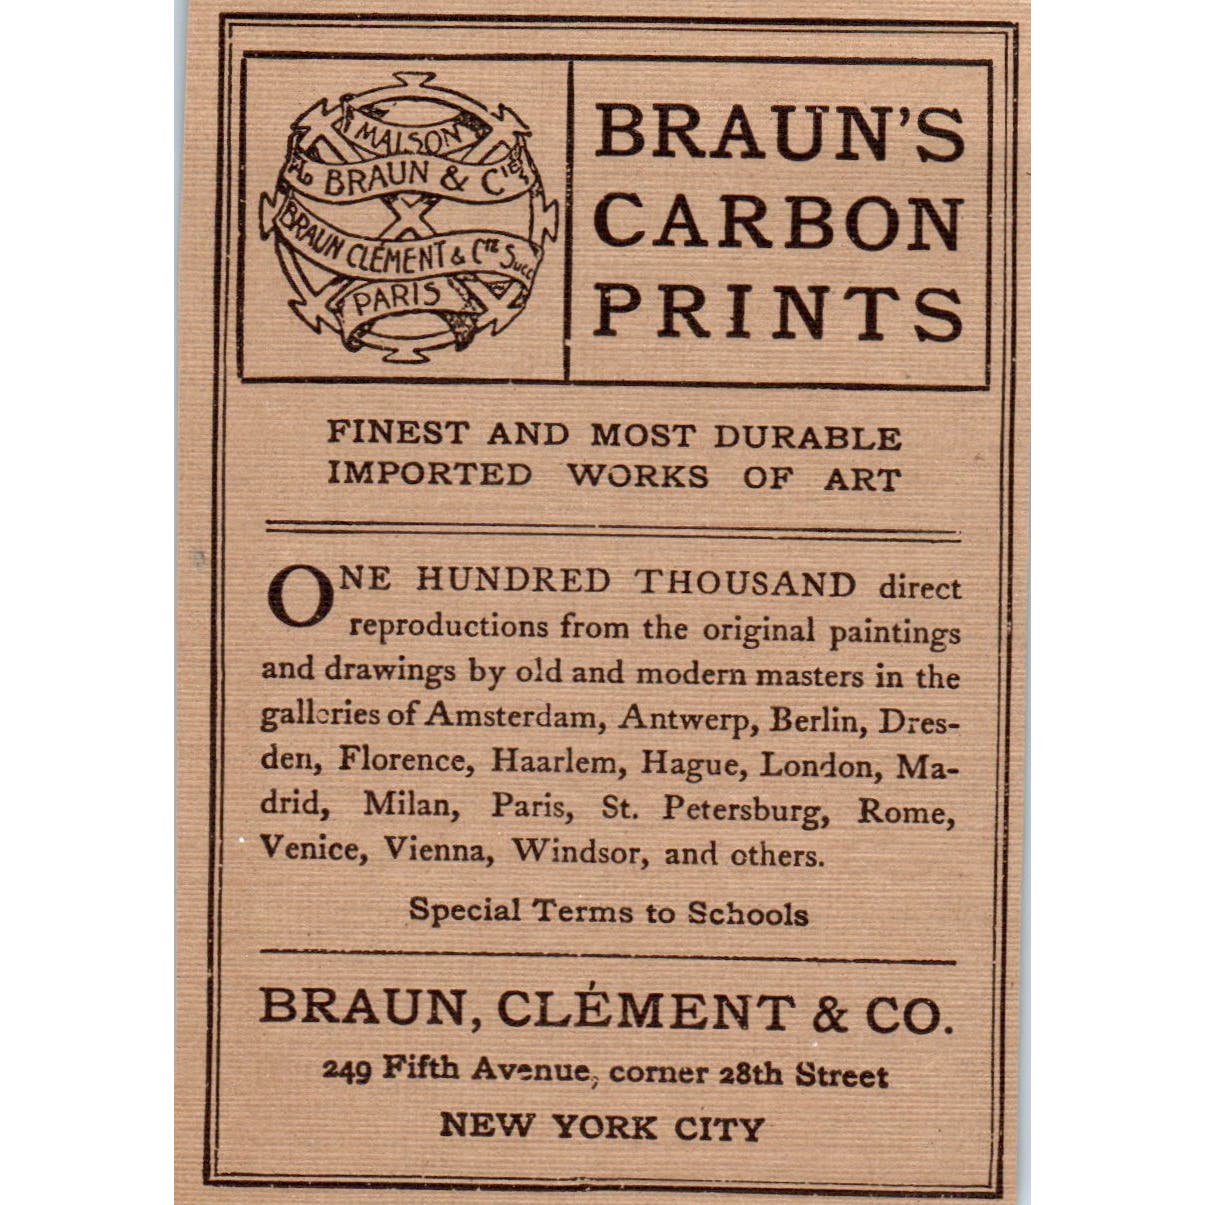 MAISON
AD BRAUN & CIE
BRAUN CLÉMENT & CIE Succ
PARIS
BRAUN'S
CARBON
PRINTS
FINEST AND MOST DURABLE
IMPORTED WORKS OF ART
ONE HUNDRED THOUSAND direct
reproductions from the original paintings
and drawings by old and modern masters in the
galleries of Amsterdam, Antwerp, Berlin, Dres-
den, Florence, Haarlem, Hague, London, Ma-
drid, Milan, Paris, St. Petersburg, Rome,
Venice, Vienna, Windsor, and others.
Special Terms to Schools
BRAUN, CLÉMENT & CO.
249 Fifth Avenue, corner 28th Street
NEW YORK CITY